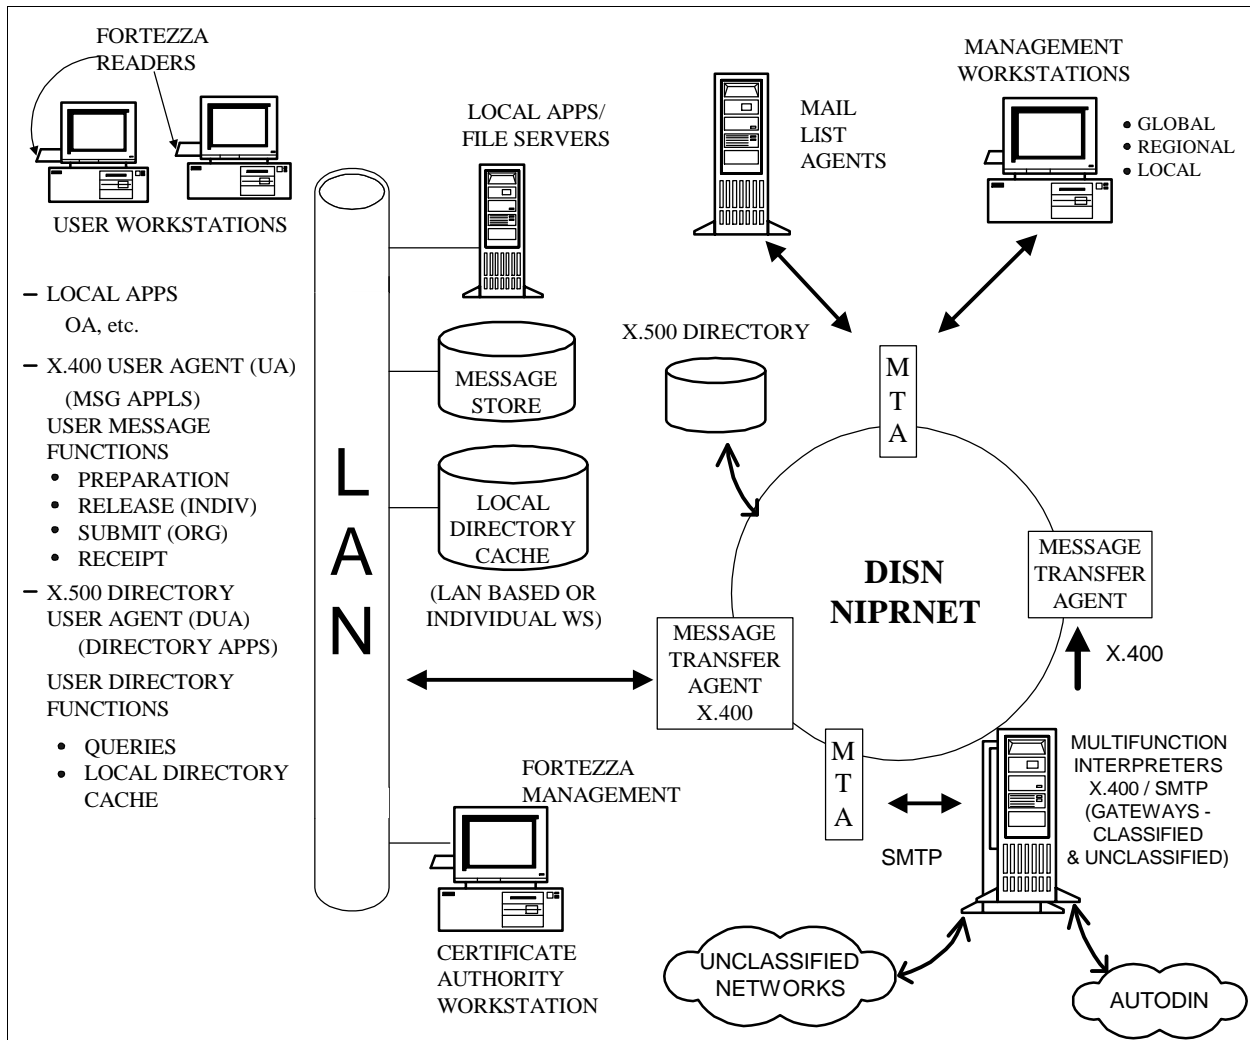 FORTEZZA
READERS
USER WORKSTATIONS
– LOCAL APPS
OA, etc.
– X.400 USER AGENT (UA)
(MSG APPLS)
USER MESSAGE
FUNCTIONS
• PREPARATION
• RELEASE (INDIV)
• SUBMIT (ORG)
• RECEIPT
– X.500 DIRECTORY
USER AGENT (DUA)
(DIRECTORY APPS)
USER DIRECTORY
FUNCTIONS
• QUERIES
• LOCAL DIRECTORY
CACHE
L
A
N
LOCAL APPS/
FILE SERVERS
MESSAGE
STORE
LOCAL
DIRECTORY
CACHE
(LAN BASED OR
INDIVIDUAL WS)
FORTEZZA
MANAGEMENT
CERTIFICATE
AUTHORITY
WORKSTATION
MAIL
LIST
AGENTS
MANAGEMENT
WORKSTATIONS
• GLOBAL
• REGIONAL
• LOCAL
X.500 DIRECTORY
M
T
A
DISN
NIPRNET
MESSAGE
TRANSFER
AGENT
MESSAGE
TRANSFER
AGENT
X.400
X.400
M
T
A
SMTP
MULTIFUNCTION
INTERPRETERS
X.400 / SMTP
(GATEWAYS -
CLASSIFIED
& UNCLASSIFIED)
UNCLASSIFIED
NETWORKS
AUTODIN